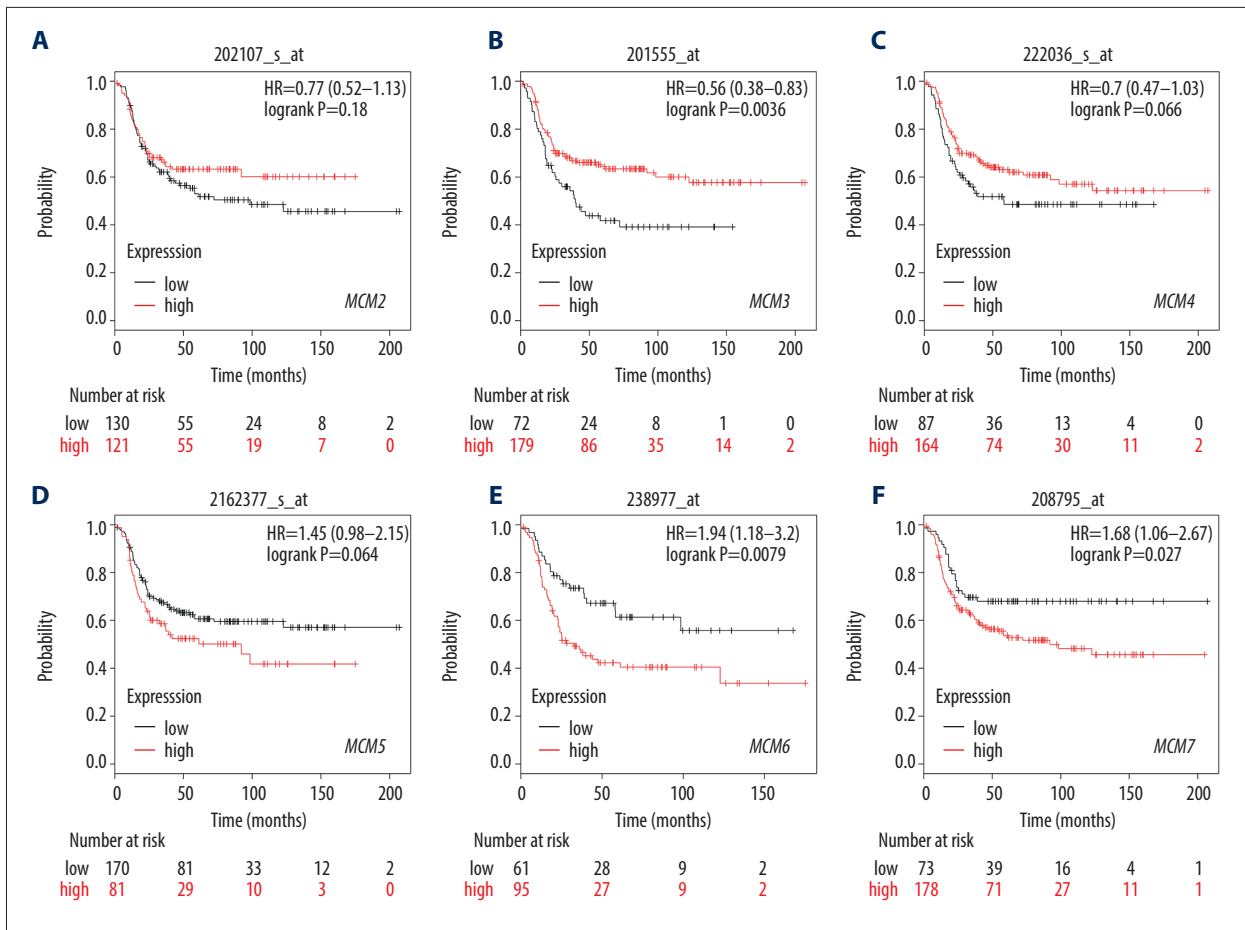 A
202107_s_at
HR=0.77 (0.52–1.13)
logrank P=0.18
1.0
0.8
0.6
0.4
0.2
0.0
Probability
Expresssion
low
high
MCM2
0 50 100 150 200
Time (months)
Number at risk
low 130 55 24 8 2
high 121 55 19 7 0
B
201555_at
HR=0.56 (0.38–0.83)
logrank P=0.0036
1.0
0.8
0.6
0.4
0.2
0.0
Probability
Expresssion
low
high
MCM3
0 50 100 150 200
Time (months)
Number at risk
low 72 24 8 1 0
high 179 86 35 14 2
C
222036_s_at
HR=0.7 (0.47–1.03)
logrank P=0.066
1.0
0.8
0.6
0.4
0.2
0.0
Probability
Expresssion
low
high
MCM4
0 50 100 150 200
Time (months)
Number at risk
low 87 36 13 4 0
high 164 74 30 11 2
D
2162377_s_at
HR=1.45 (0.98–2.15)
logrank P=0.064
1.0
0.8
0.6
0.4
0.2
0.0
Probability
Expresssion
low
high
MCM5
0 50 100 150 200
Time (months)
Number at risk
low 170 81 33 12 2
high 81 29 10 3 0
E
238977_at
HR=1.94 (1.18–3.2)
logrank P=0.0079
1.0
0.8
0.6
0.4
0.2
0.0
Probability
Expresssion
low
high
MCM6
0 50 100 150
Time (months)
Number at risk
low 61 28 9 2
high 95 27 9 2
F
208795_at
HR=1.68 (1.06–2.67)
logrank P=0.027
1.0
0.8
0.6
0.4
0.2
0.0
Probability
Expresssion
low
high
MCM7
0 50 100 150 200
Time (months)
Number at risk
low 73 39 16 4 1
high 178 71 27 11 1